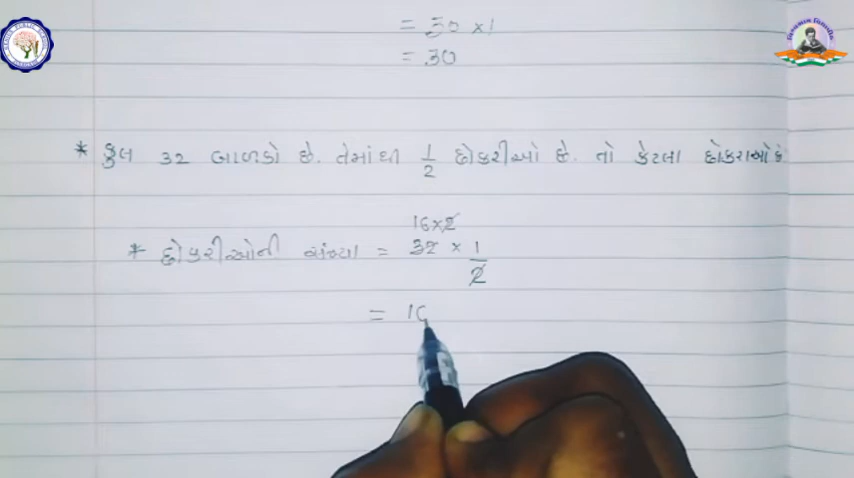 = 30 × 1
= 30
* કુલ 32 બાળકો છે. તેમાંથી 1/2 છોકરીઓ છે. તો કેટલા છોકરાઓ છે
16×2
* છોકરીઓની સંખ્યા = 32 × 1/2
= 16